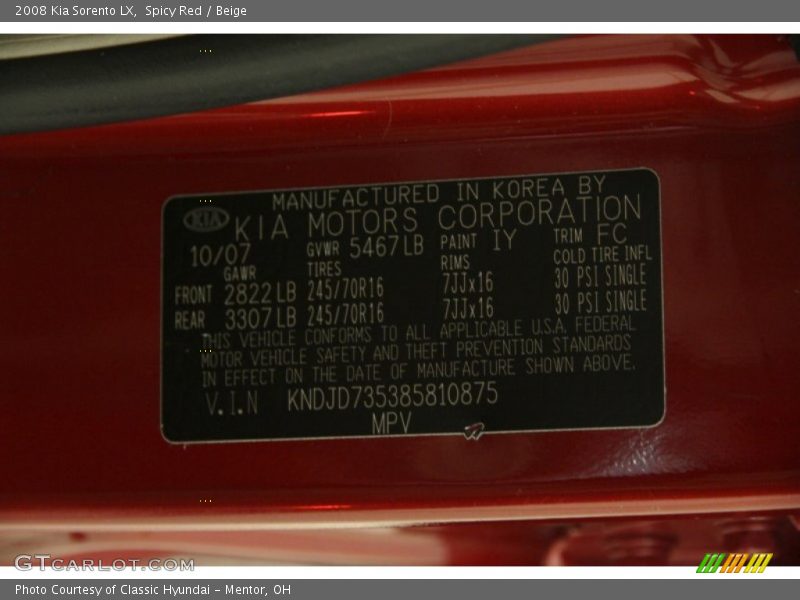 2008 Kia Sorento LX, Spicy Red / Beige
MANUFACTURED IN KOREA BY
KIA KIA MOTORS CORPORATION
10/07 GVWR 5467LB PAINT IY TRIM FC
GAWR TIRES RIMS COLD TIRE INFL
FRONT 2822LB 245/70R16 7JJx16 30 PSI SINGLE
REAR 3307LB 245/70R16 7JJx16 30 PSI SINGLE
THIS VEHICLE CONFORMS TO ALL APPLICABLE U.S.A. FEDERAL
MOTOR VEHICLE SAFETY AND THEFT PREVENTION STANDARDS
IN EFFECT ON THE DATE OF MANUFACTURE SHOWN ABOVE.
V.I.N KNDJD735385810875
MPV
GTCARLOT.COM
Photo Courtesy of Classic Hyundai - Mentor, OH